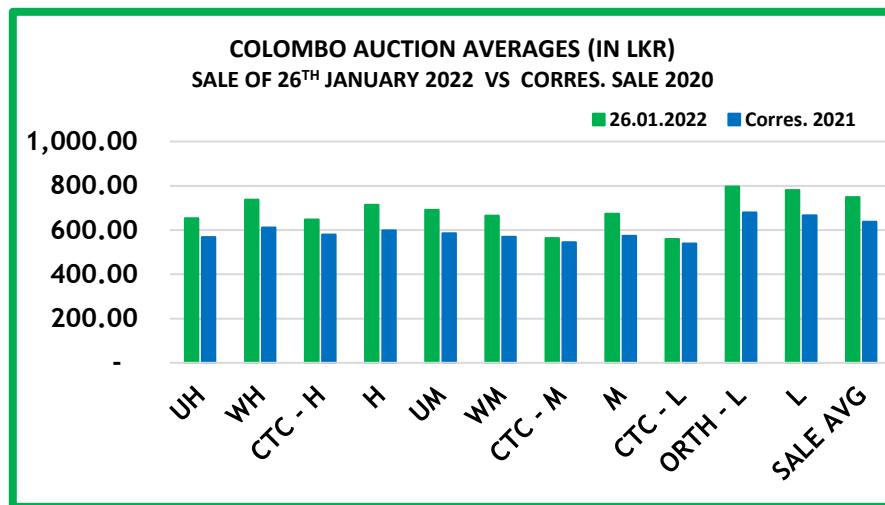 COLOMBO AUCTION AVERAGES (IN LKR)
SALE OF 26TH JANUARY 2022 VS CORRES. SALE 2020
26.01.2022 Corres. 2021
1,000.00
800.00
600.00
400.00
200.00
-
UH
WH
CTC - H
H
UM
WM
CTC - M
M
CTC - L
ORTH - L
L
SALE AVG